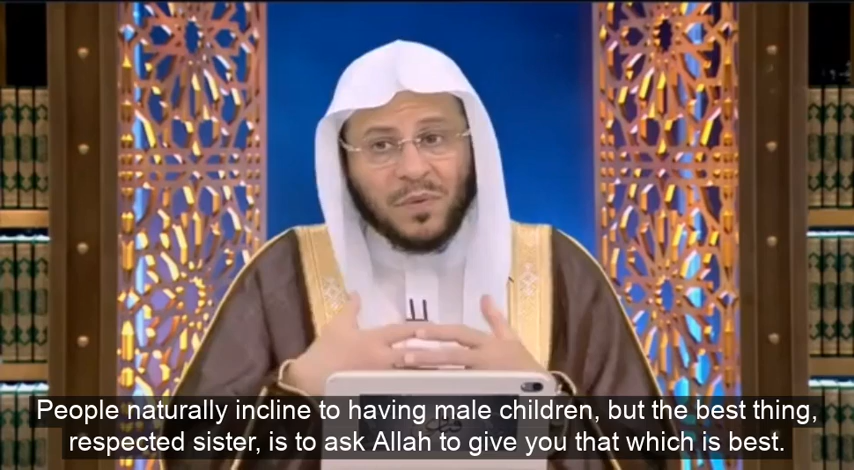 People naturally incline to having male children, but the best thing,
respected sister, is to ask Allah to give you that which is best.